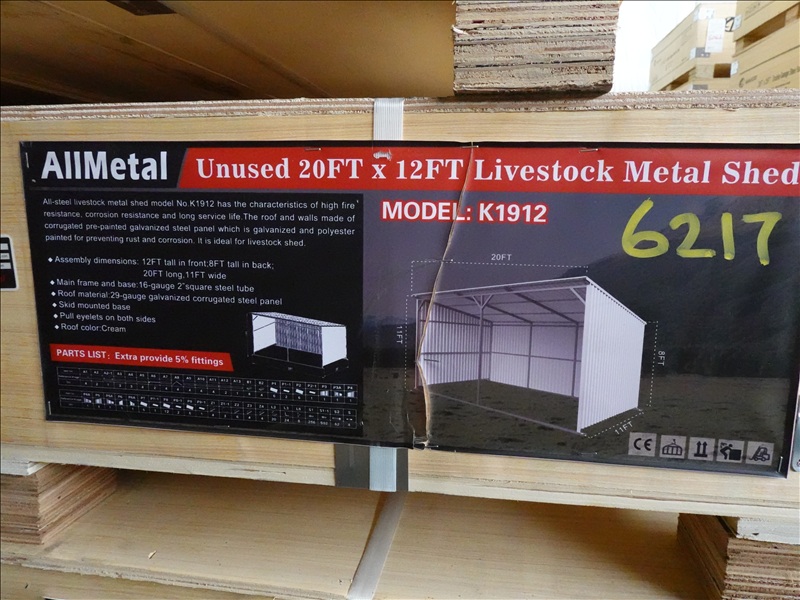 AllMetal
Unused 20FT x 12FT Livestock Metal Shed
All-steel livestock metal shed model No.K1912 has the characteristics of high fire
resistance, corrosion resistance and long service life.The roof and walls made of
corrugated pre-painted galvanized steel panel which is galvanized and polyester
painted for preventing rust and corrosion. It is ideal for livestock shed.
◆ Assembly dimensions: 12FT tall in front;8FT tall in back;
20FT long,11FT wide
◆ Main frame and base:16-gauge 2"square steel tube
◆ Roof material:29-gauge galvanized corrugated steel panel
◆ Skid mounted base
◆ Pull eyelets on both sides
◆ Roof color:Cream
PARTS LIST: Extra provide 5% fittings
MODEL: K1912
6217
20FT
11FT
8FT
11FT
CE